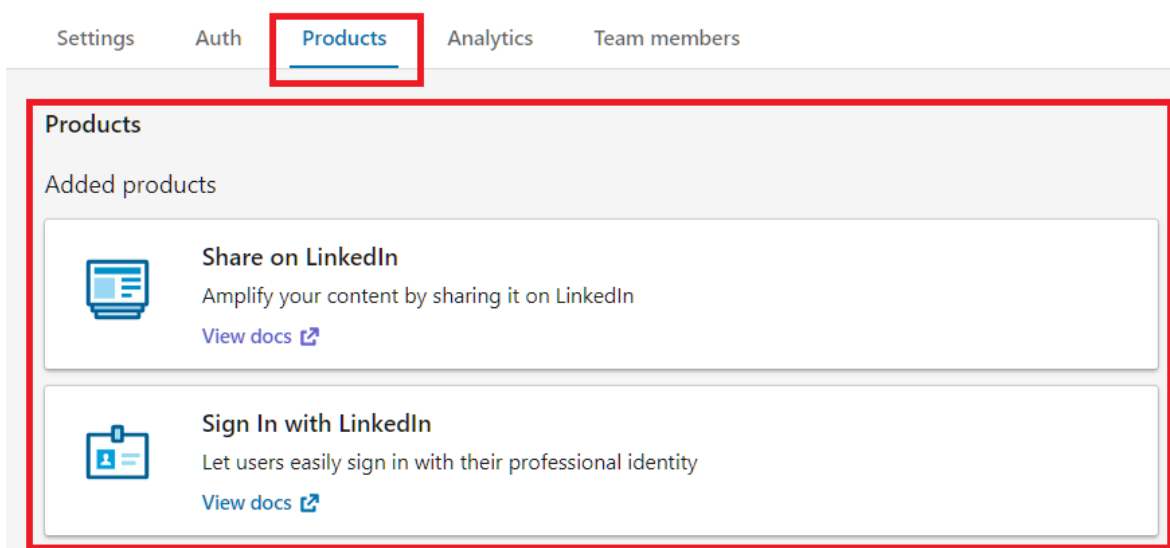 Settings Auth Products Analytics Team members
Products
Added products
Share on LinkedIn
Amplify your content by sharing it on LinkedIn
View docs
Sign In with LinkedIn
Let users easily sign in with their professional identity
View docs